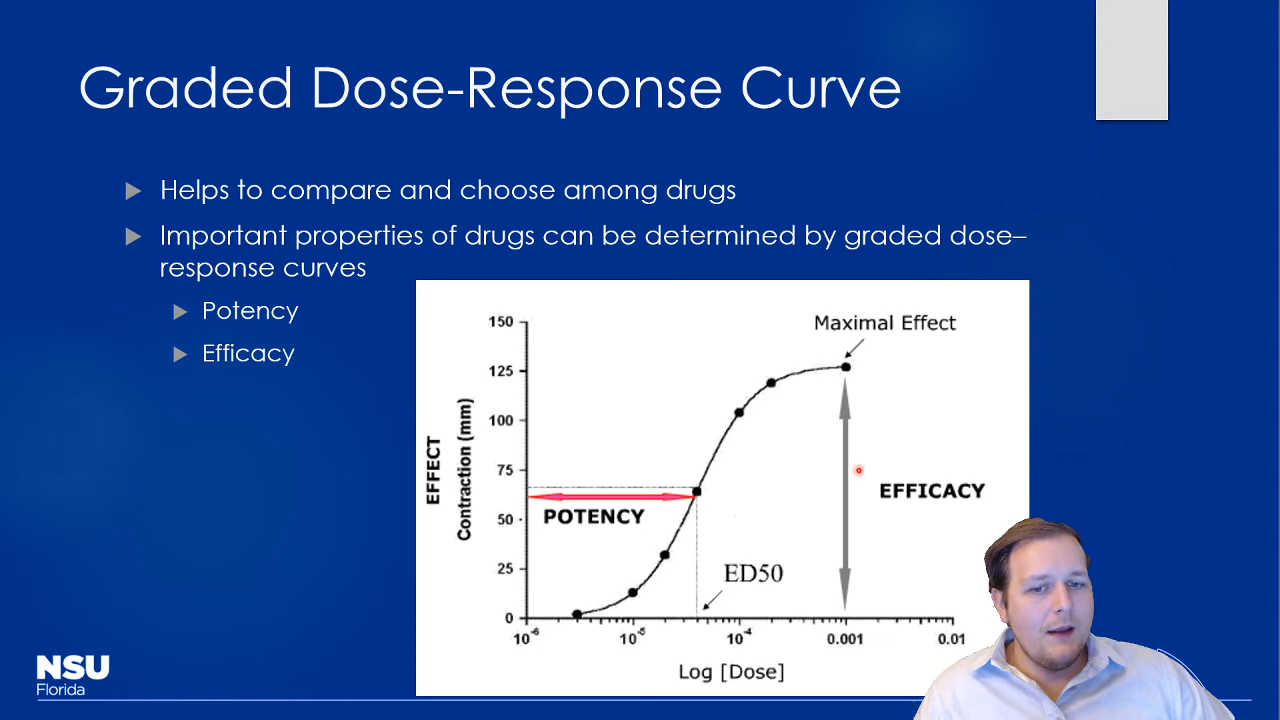 Graded Dose-Response Curve
Helps to compare and choose among drugs
Important properties of drugs can be determined by graded dose–
response curves
Potency
Efficacy
150
125
100
75
50
25
0
EFFECT
Contraction (mm)
Maximal Effect
POTENCY
EFFICACY
ED50
10⁻⁶
10⁻⁵
10⁻⁴
0.001
0.01
Log [Dose]
NSU
Florida